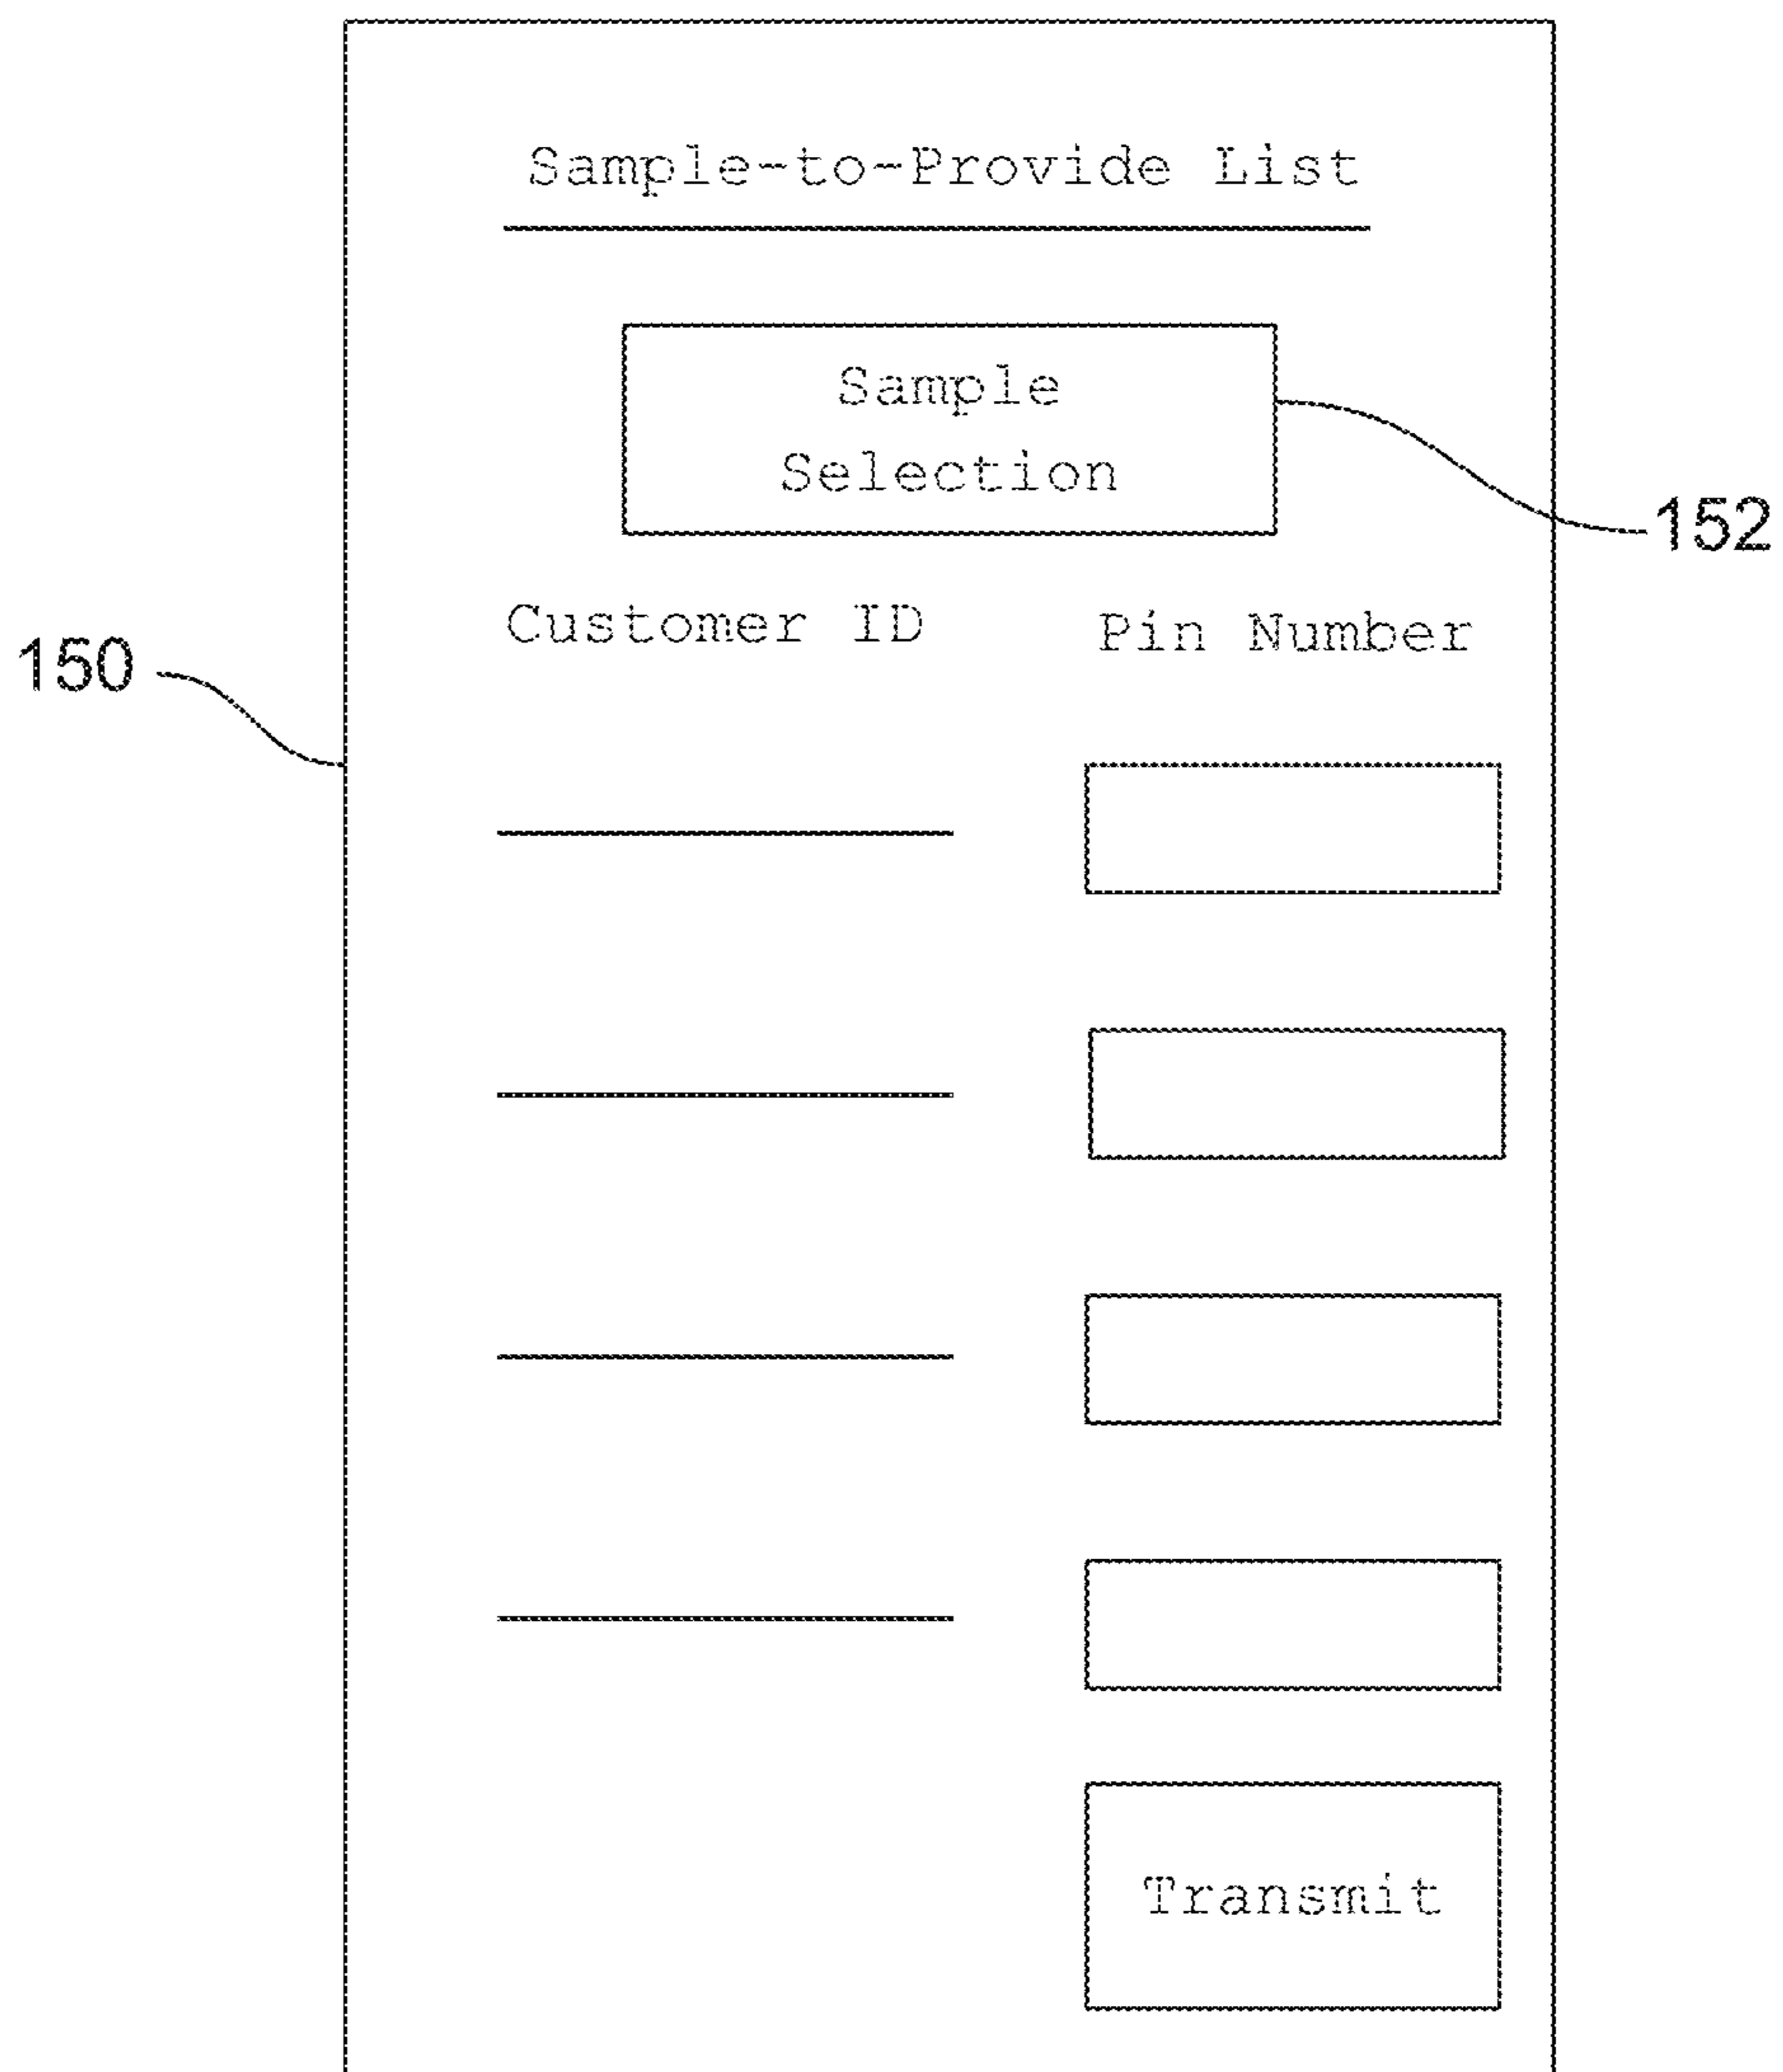 Sample-to-Provide List
Sample
Selection
152
Customer ID Pin Number
150
Transmit